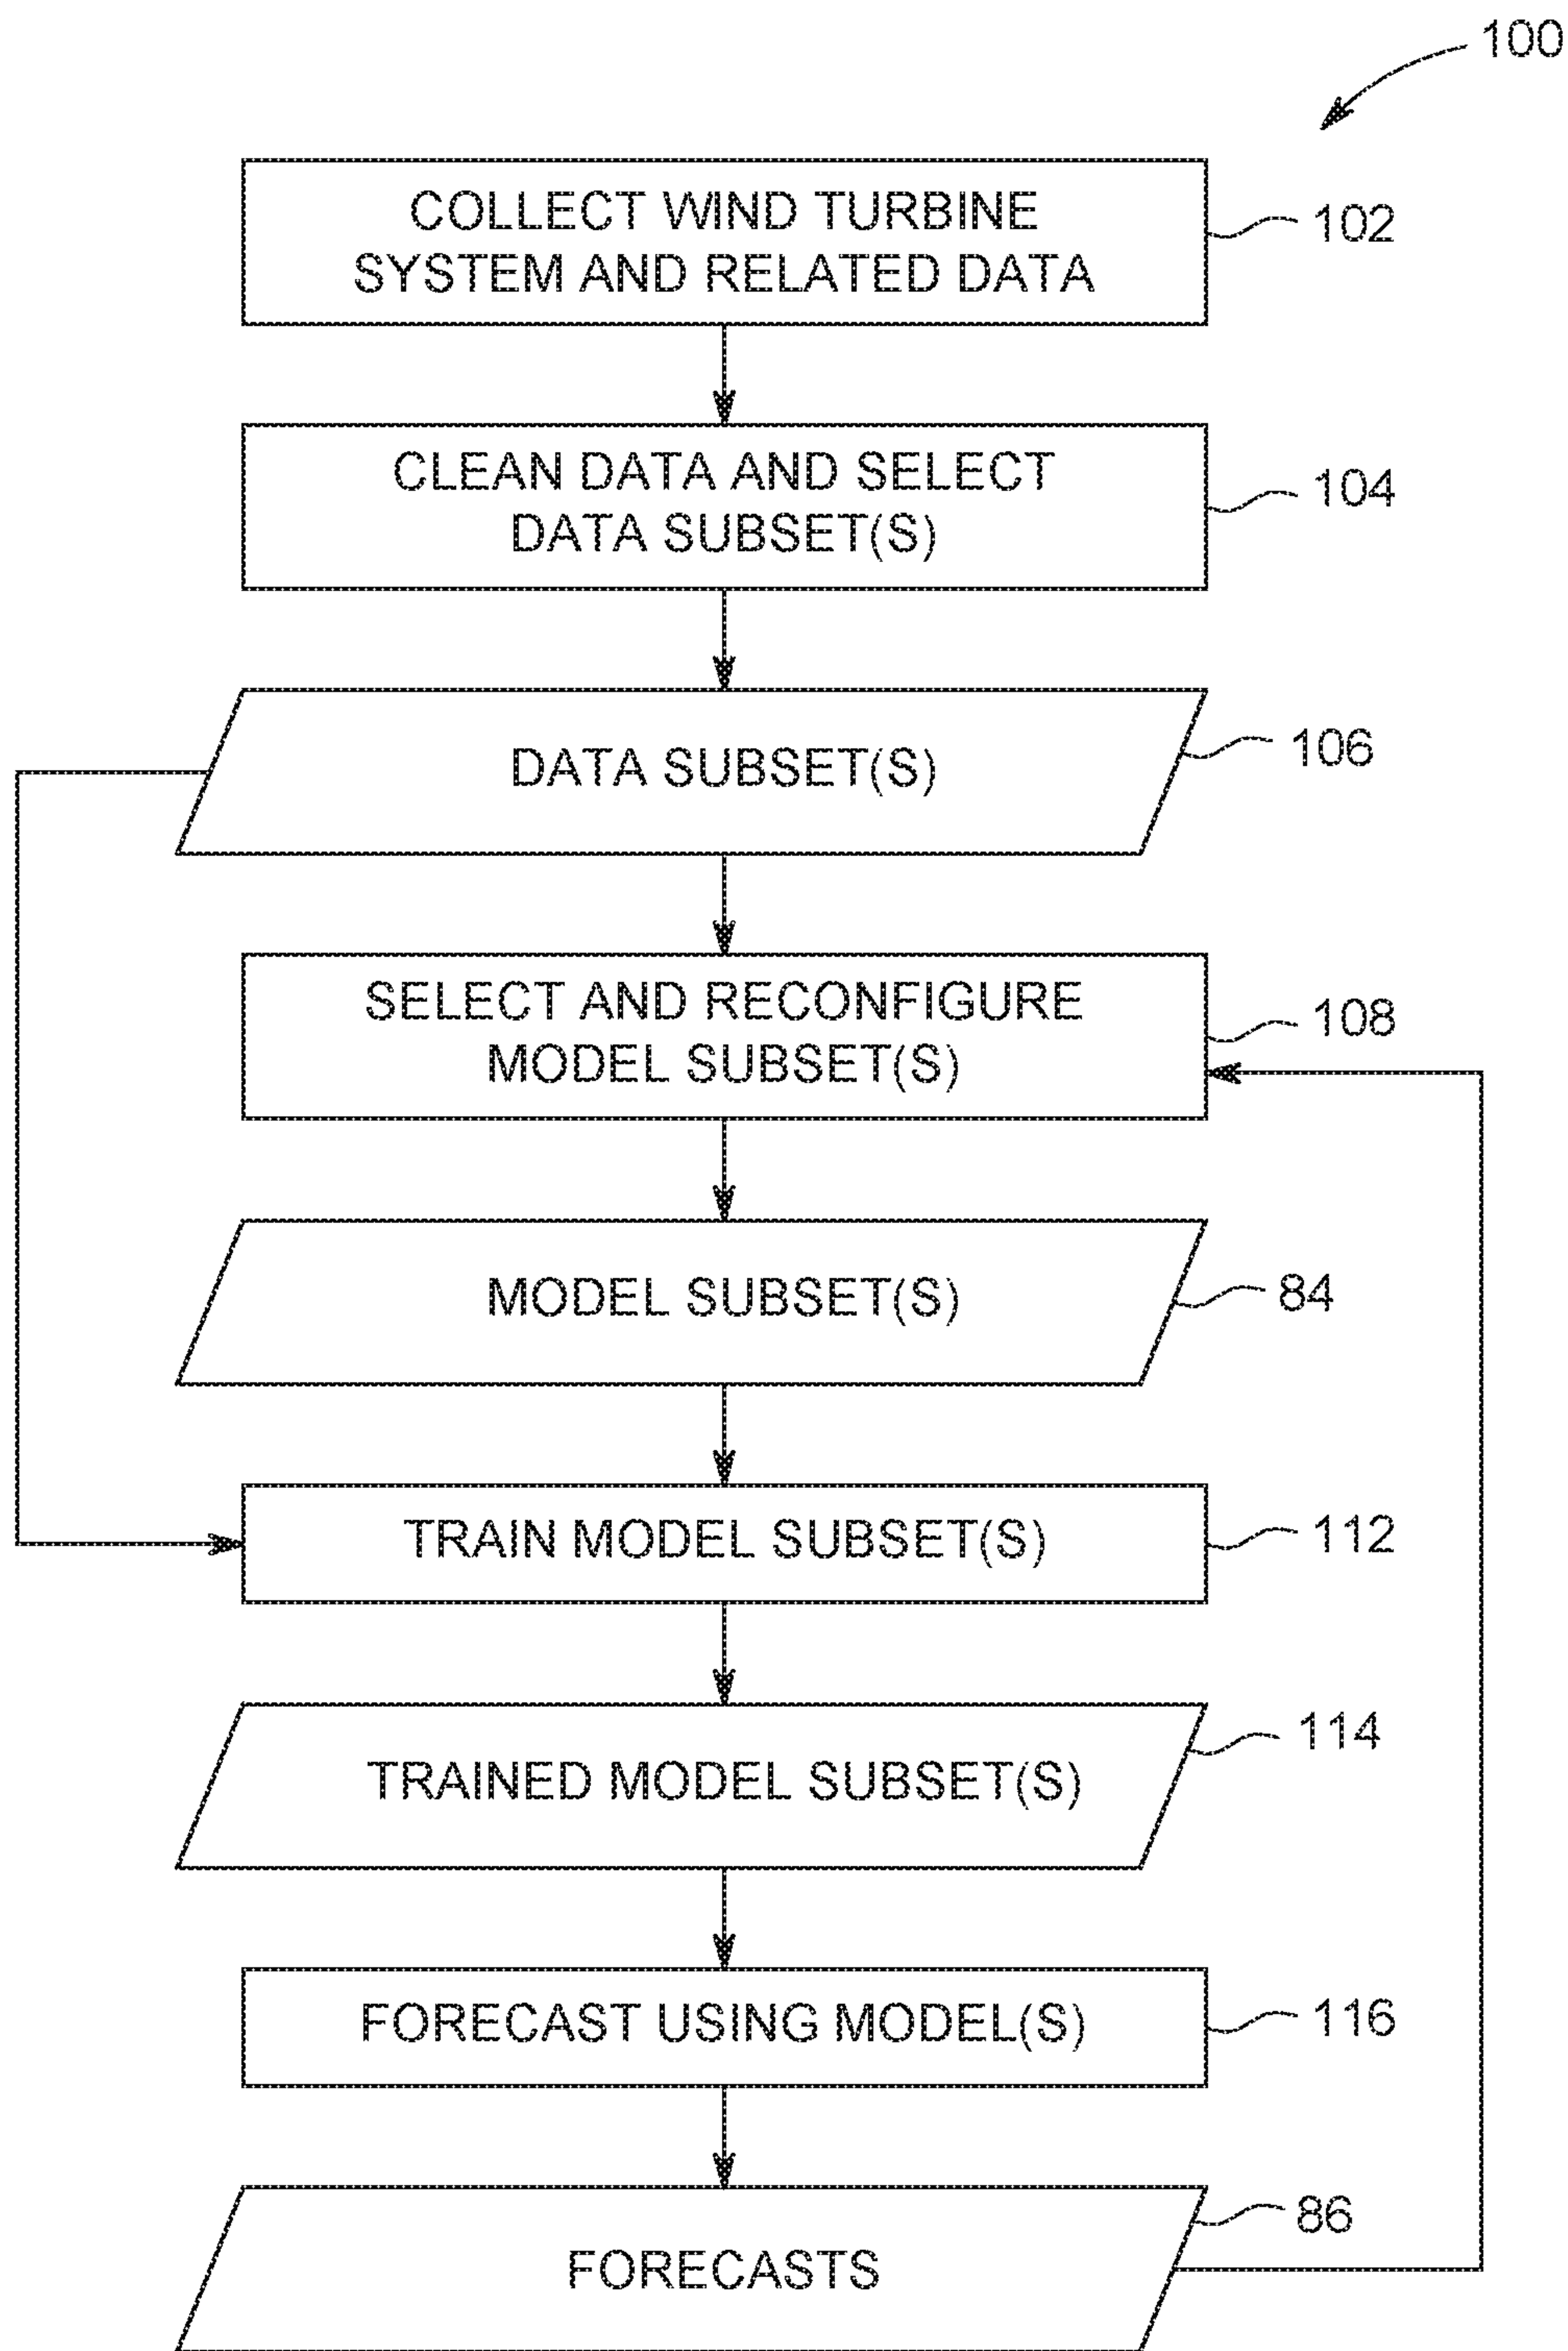 100
COLLECT WIND TURBINE
SYSTEM AND RELATED DATA
102
CLEAN DATA AND SELECT
DATA SUBSET(S)
104
DATA SUBSET(S)
106
SELECT AND RECONFIGURE
MODEL SUBSET(S)
108
MODEL SUBSET(S)
84
TRAIN MODEL SUBSET(S)
112
TRAINED MODEL SUBSET(S)
114
FORECAST USING MODEL(S)
116
FORECASTS
86